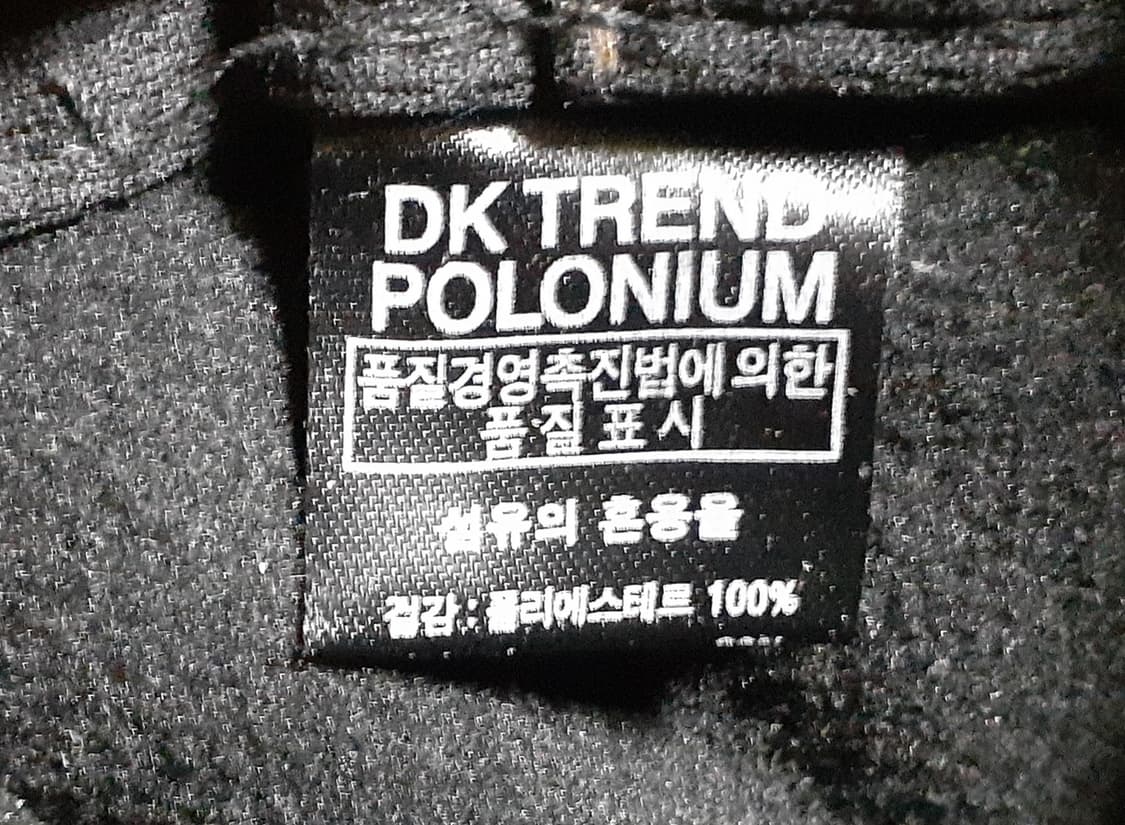 DK TREND
POLONIUM
품질경영촉진법에 의한
품질표시
섬유의 혼용율
겉감 : 폴리에스테르 100%